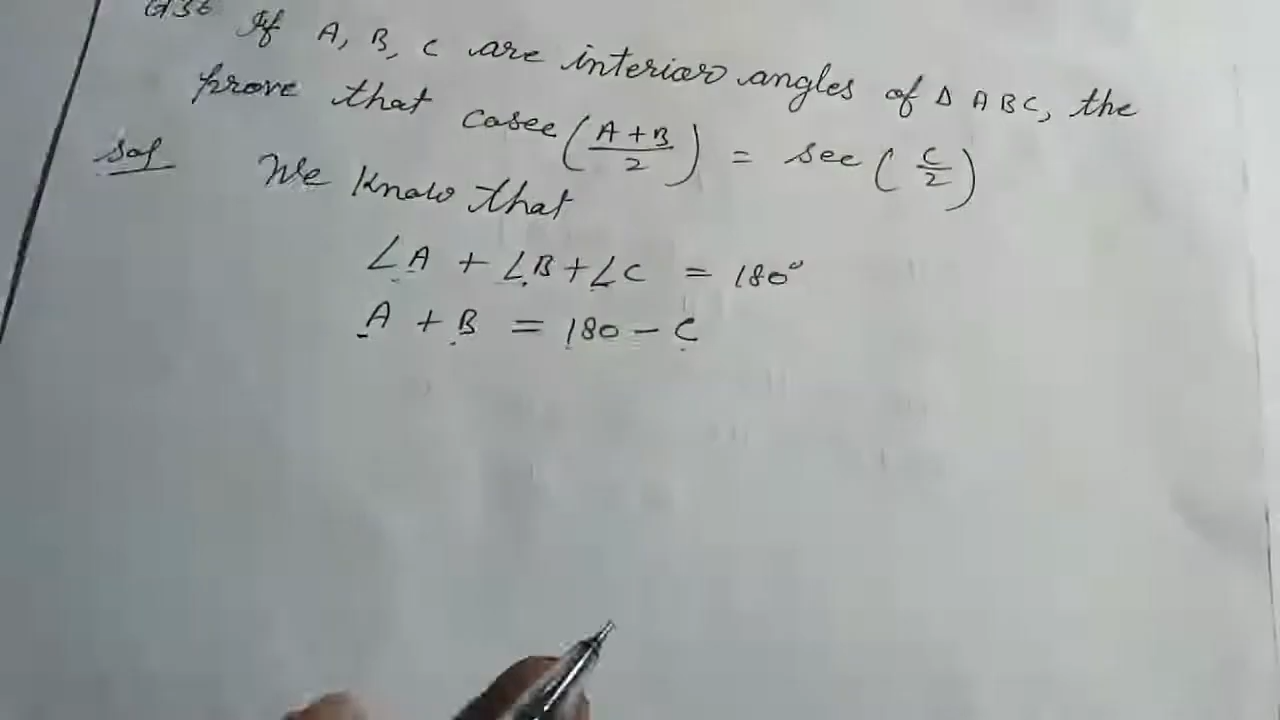 Q36 If A, B, C are interior angles of Δ ABC, the
prove that cosec (A+B/2) = sec (C/2)
Sol We know that
∠A + ∠B + ∠C = 180°
A + B = 180 - C